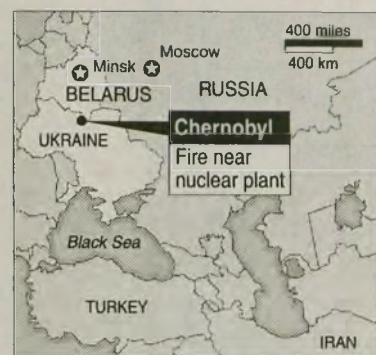 400 miles
400 km
Minsk
Moscow
BELARUS
RUSSIA
Chernobyl
UKRAINE
Fire near
nuclear plant
Black Sea
TURKEY
IRAN